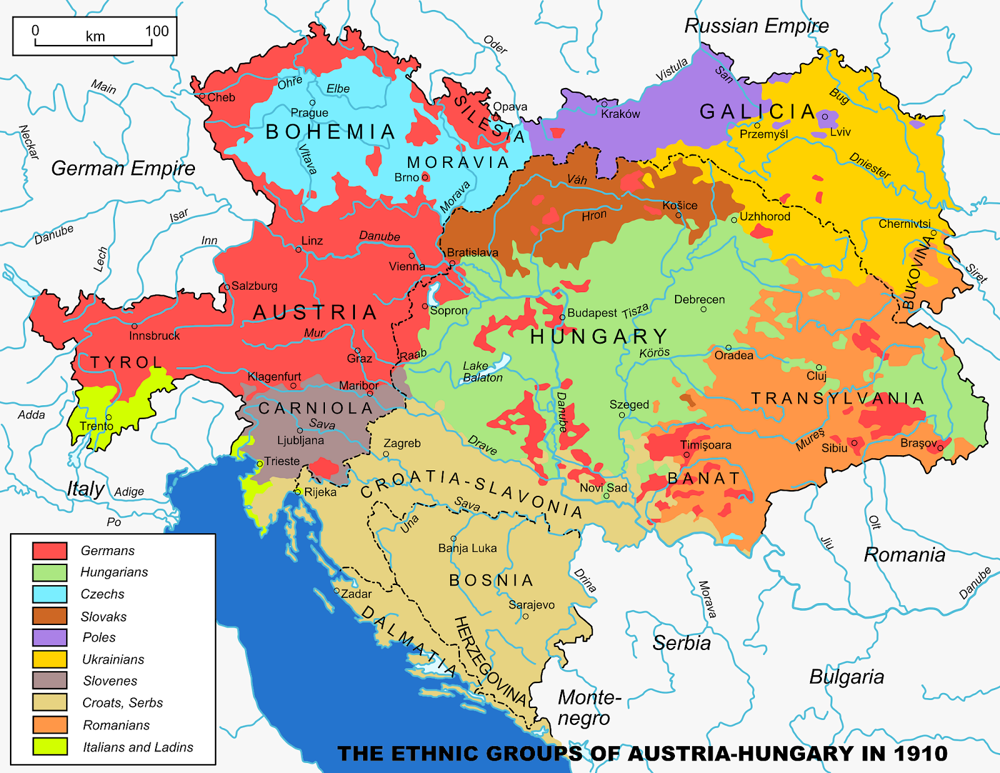 0
100
km
Russian Empire
Oder
Vistula
San
Main
Ohře
Elbe
Cheb
Bug
Prague
SILESIA
Opava
Kraków
GALICIA
Przemyśl
Lviv
BOHEMIA
Neckar
Vltava
MORAVIA
German Empire
Brno
Dniester
Váh
Morava
Košice
Hron
Uzhhorod
Isar
Chernivtsi
Danube
Inn
Linz
Danube
Lech
Bratislava
Vienna
BUKOVINA
Siret
Salzburg
AUSTRIA
Sopron
Debrecen
Budapest
Tisza
Innsbruck
Mur
HUNGARY
Graz
Raab
Körös
Oradea
TYROL
Lake
Balaton
Cluj
Klagenfurt
Maribor
TRANSYLVANIA
CARNIOLA
Danube
Szeged
Adda
Trento
Sava
Ljubljana
Zagreb
Drave
Mureş
Timişoara
Sibiu
Braşov
Trieste
BANAT
Italy
Adige
Rijeka
CROATIA-SLAVONIA
Novi Sad
Sava
Po
Una
Olt
Jiu
Banja Luka
Romania
BOSNIA
Drina
Danube
Zadar
Morava
Sarajevo
DALMATIA
HERZEGOVINA
Serbia
Bulgaria
Monte-
negro
Germans
Hungarians
Czechs
Slovaks
Poles
Ukrainians
Slovenes
Croats, Serbs
Romanians
Italians and Ladins
THE ETHNIC GROUPS OF AUSTRIA-HUNGARY IN 1910